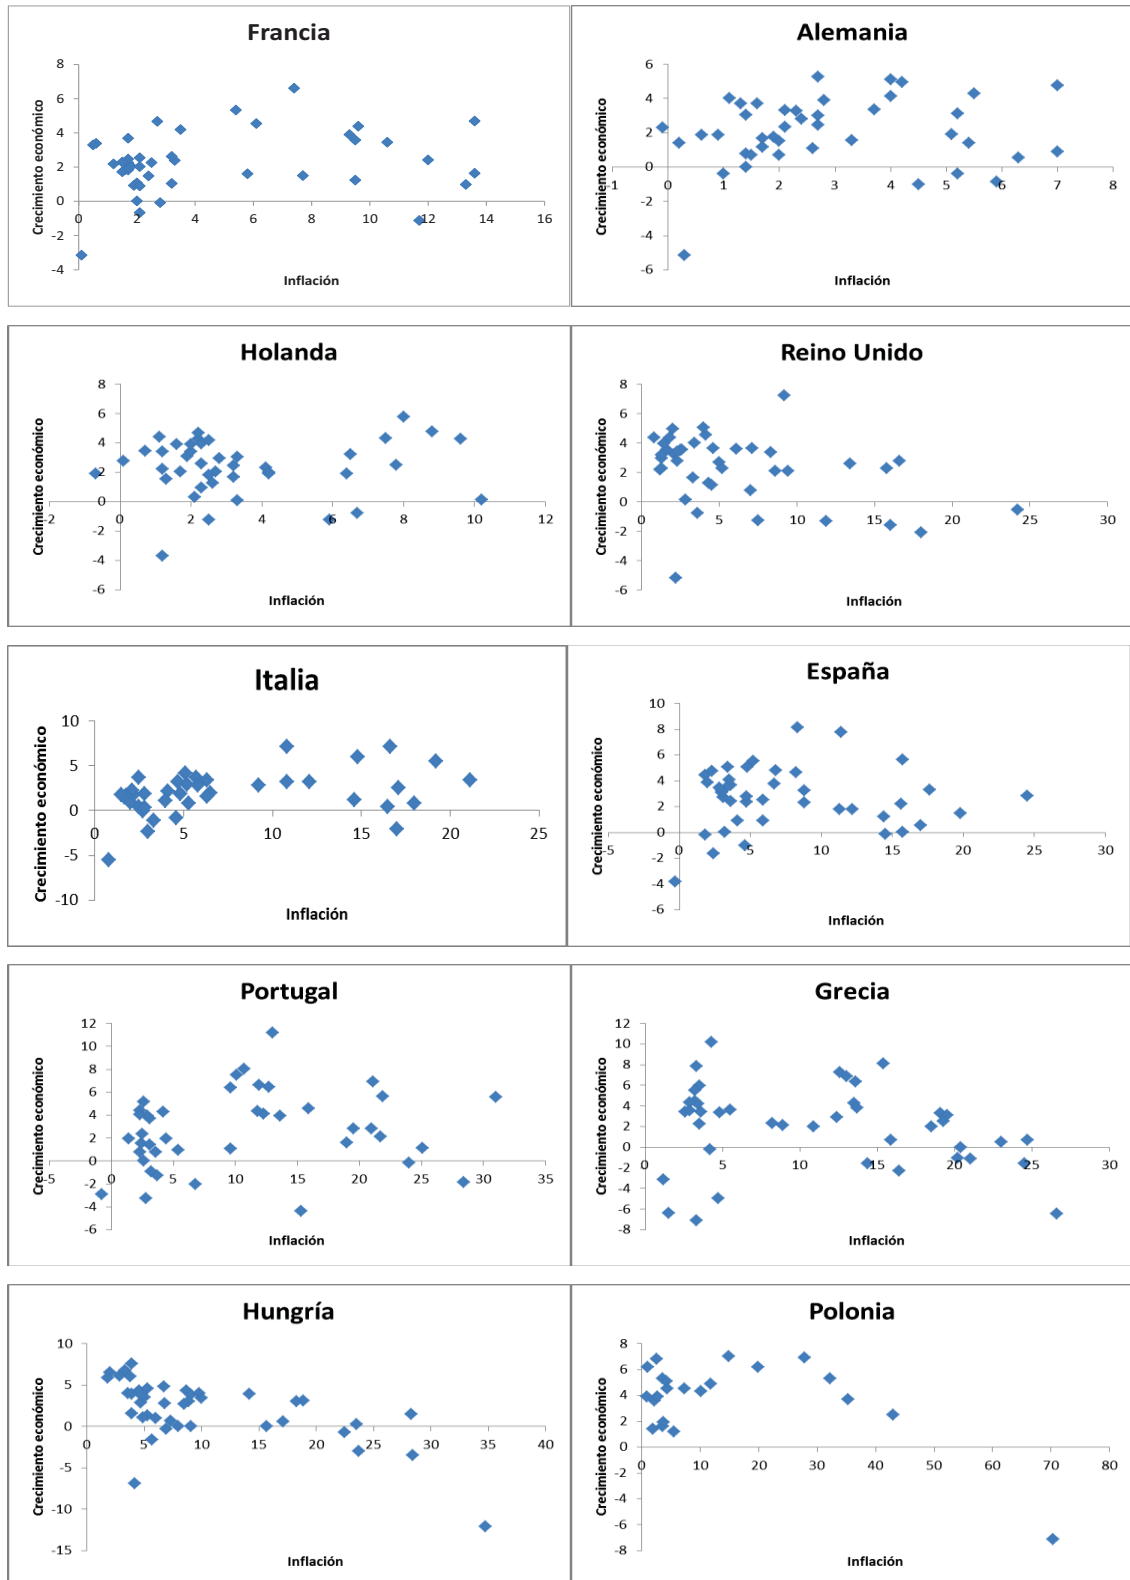 Francia
Crecimiento económico
8
6
4
2
0
-2
-4
0 2 4 6 8 10 12 14 16
Inflación
Alemania
Crecimiento económico
6
4
2
0
-2
-4
-6
-1 0 1 2 3 4 5 6 7 8
Inflación
Holanda
Crecimiento económico
8
6
4
2
0
-2
-4
-6
-2 0 2 4 6 8 10 12
Inflación
Reino Unido
Crecimiento económico
8
6
4
2
0
-2
-4
-6
0 5 10 15 20 25 30
Inflación
Italia
Crecimiento económico
10
5
0
-5
-10
0 5 10 15 20 25
Inflación
España
Crecimiento económico
10
8
6
4
2
0
-2
-4
-6
-5 0 5 10 15 20 25 30
Inflación
Portugal
Crecimiento económico
12
10
8
6
4
2
0
-2
-4
-6
-5 0 5 10 15 20 25 30 35
Inflación
Grecia
Crecimiento económico
12
10
8
6
4
2
0
-2
-4
-6
-8
0 5 10 15 20 25 30
Inflación
Hungría
Crecimiento económico
10
5
0
-5
-10
-15
0 5 10 15 20 25 30 35 40
Inflación
Polonia
Crecimiento económico
8
6
4
2
0
-2
-4
-6
-8
0 10 20 30 40 50 60 70 80
Inflación